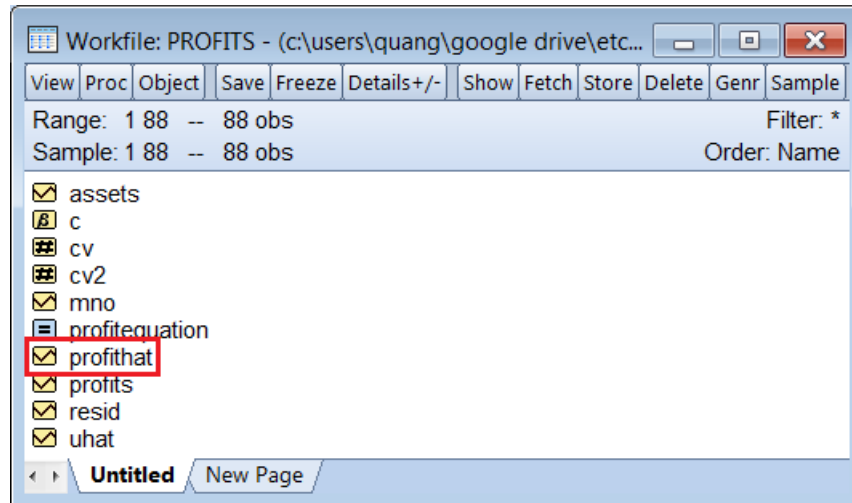 Workfile: PROFITS - (c:\users\quang\google drive\etc...
View Proc Object Save Freeze Details+/- Show Fetch Store Delete Genr Sample
Range: 1 88 -- 88 obs Filter: *
Sample: 1 88 -- 88 obs Order: Name
assets
β c
# cv
# cv2
mno
= profitequation
profithat
profits
resid
uhat
Untitled New Page